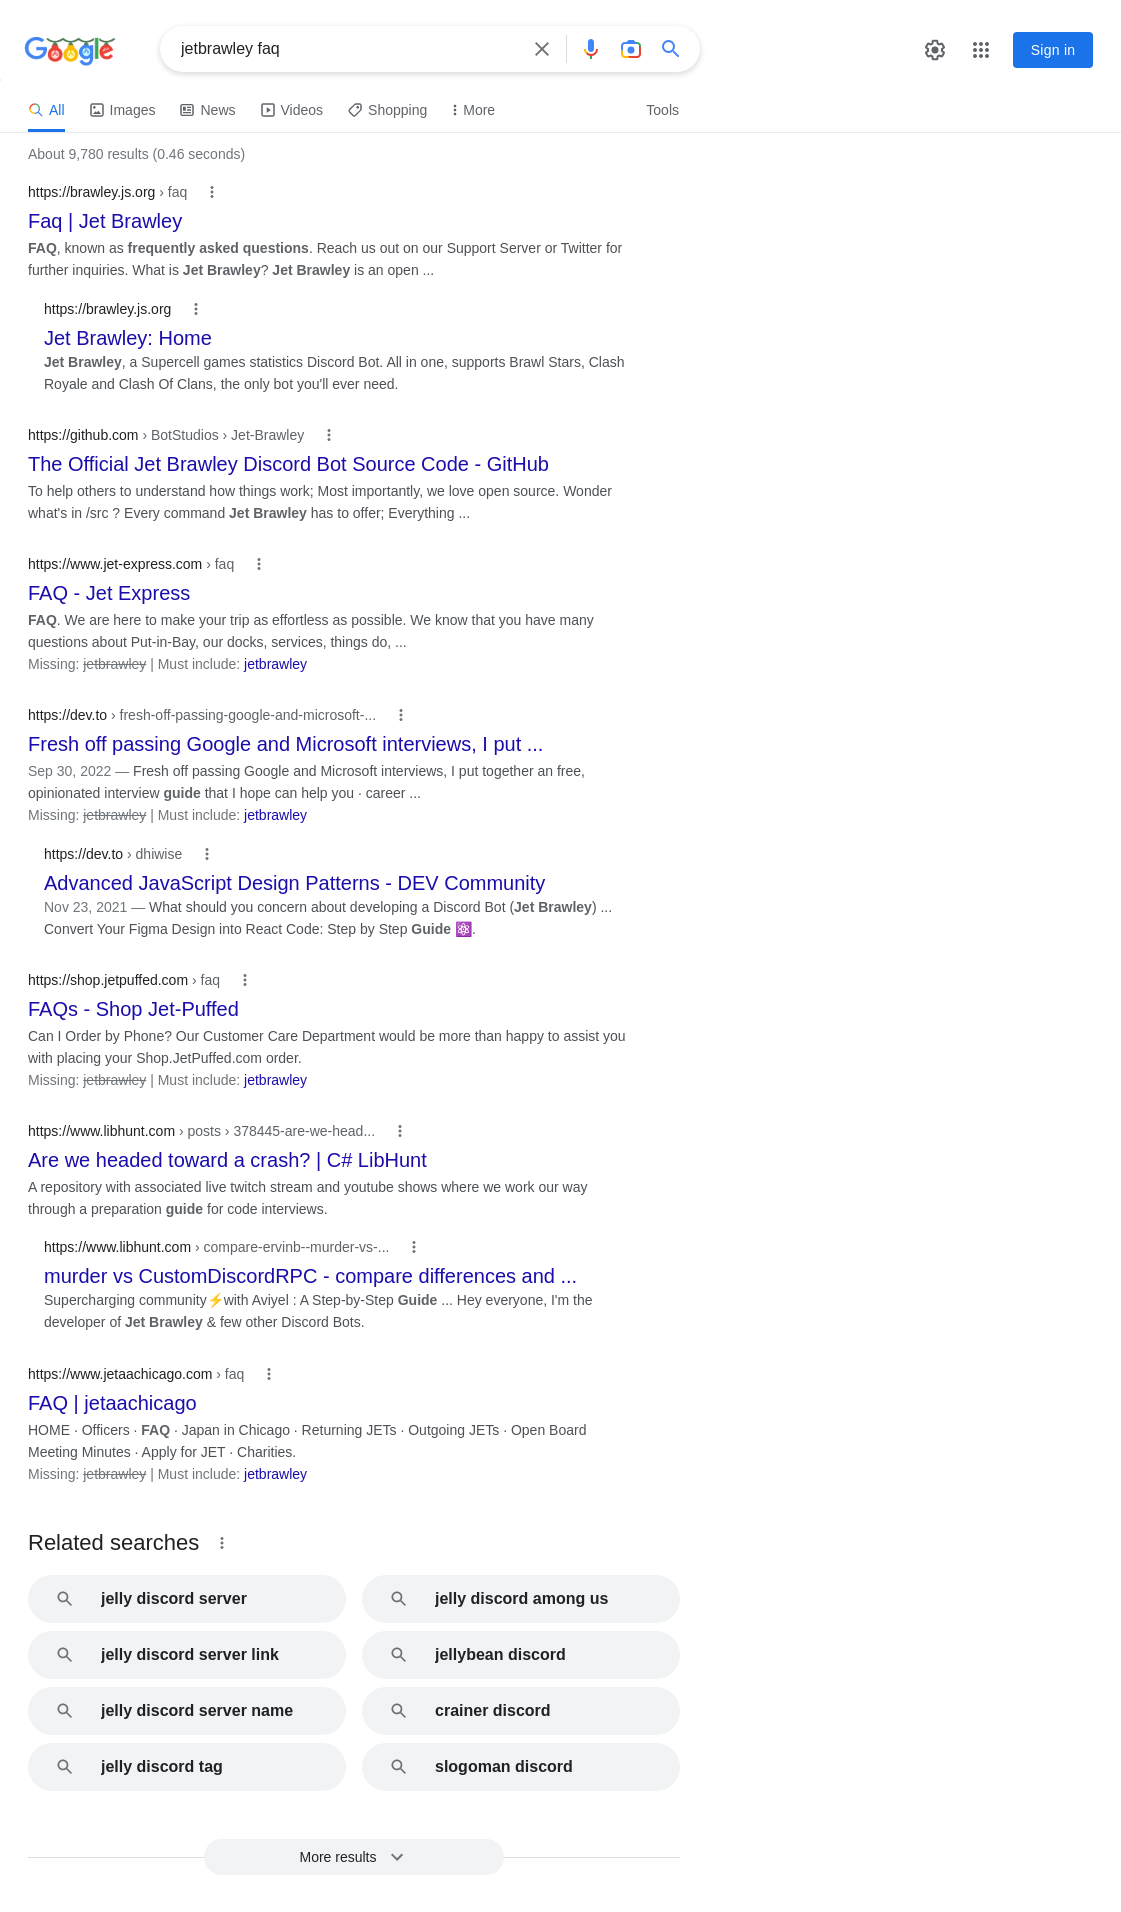 Google
jetbrawley faq
Sign in
All
Images
News
Videos
Shopping
More
Tools
About 9,780 results (0.46 seconds)
https://brawley.js.org › faq
Faq | Jet Brawley
FAQ, known as frequently asked questions. Reach us out on our Support Server or Twitter for
further inquiries. What is Jet Brawley? Jet Brawley is an open ...
https://brawley.js.org
Jet Brawley: Home
Jet Brawley, a Supercell games statistics Discord Bot. All in one, supports Brawl Stars, Clash
Royale and Clash Of Clans, the only bot you'll ever need.
https://github.com › BotStudios › Jet-Brawley
The Official Jet Brawley Discord Bot Source Code - GitHub
To help others to understand how things work; Most importantly, we love open source. Wonder
what's in /src ? Every command Jet Brawley has to offer; Everything ...
https://www.jet-express.com › faq
FAQ - Jet Express
FAQ. We are here to make your trip as effortless as possible. We know that you have many
questions about Put-in-Bay, our docks, services, things do, ...
Missing: jetbrawley | Must include: jetbrawley
https://dev.to › fresh-off-passing-google-and-microsoft-...
Fresh off passing Google and Microsoft interviews, I put ...
Sep 30, 2022 — Fresh off passing Google and Microsoft interviews, I put together an free,
opinionated interview guide that I hope can help you · career ...
Missing: jetbrawley | Must include: jetbrawley
https://dev.to › dhiwise
Advanced JavaScript Design Patterns - DEV Community
Nov 23, 2021 — What should you concern about developing a Discord Bot (Jet Brawley) ...
Convert Your Figma Design into React Code: Step by Step Guide ⚛️.
https://shop.jetpuffed.com › faq
FAQs - Shop Jet-Puffed
Can I Order by Phone? Our Customer Care Department would be more than happy to assist you
with placing your Shop.JetPuffed.com order.
Missing: jetbrawley | Must include: jetbrawley
https://www.libhunt.com › posts › 378445-are-we-head...
Are we headed toward a crash? | C# LibHunt
A repository with associated live twitch stream and youtube shows where we work our way
through a preparation guide for code interviews.
https://www.libhunt.com › compare-ervinb--murder-vs-...
murder vs CustomDiscordRPC - compare differences and ...
Supercharging community⚡with Aviyel : A Step-by-Step Guide ... Hey everyone, I'm the
developer of Jet Brawley & few other Discord Bots.
https://www.jetaachicago.com › faq
FAQ | jetaachicago
HOME · Officers · FAQ · Japan in Chicago · Returning JETs · Outgoing JETs · Open Board
Meeting Minutes · Apply for JET · Charities.
Missing: jetbrawley | Must include: jetbrawley
Related searches
jelly discord server
jelly discord among us
jelly discord server link
jellybean discord
jelly discord server name
crainer discord
jelly discord tag
slogoman discord
More results